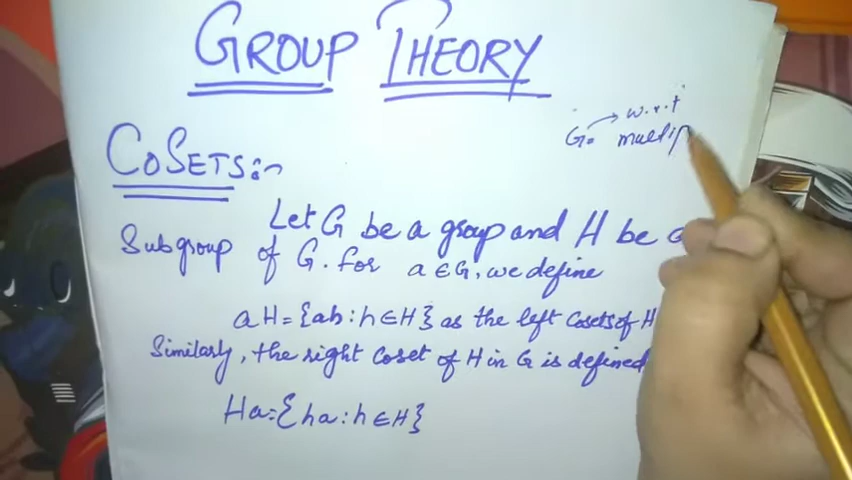 GROUP THEORY
w.r.t
G. multip
COSETS:-
Let G be a group and H be a
Subgroup of G. for a ∈ G, we define
aH = {ah : h ∈ H} as the left cosets of H
Similarly, the right coset of H in G is defined
Ha = {ha : h ∈ H}